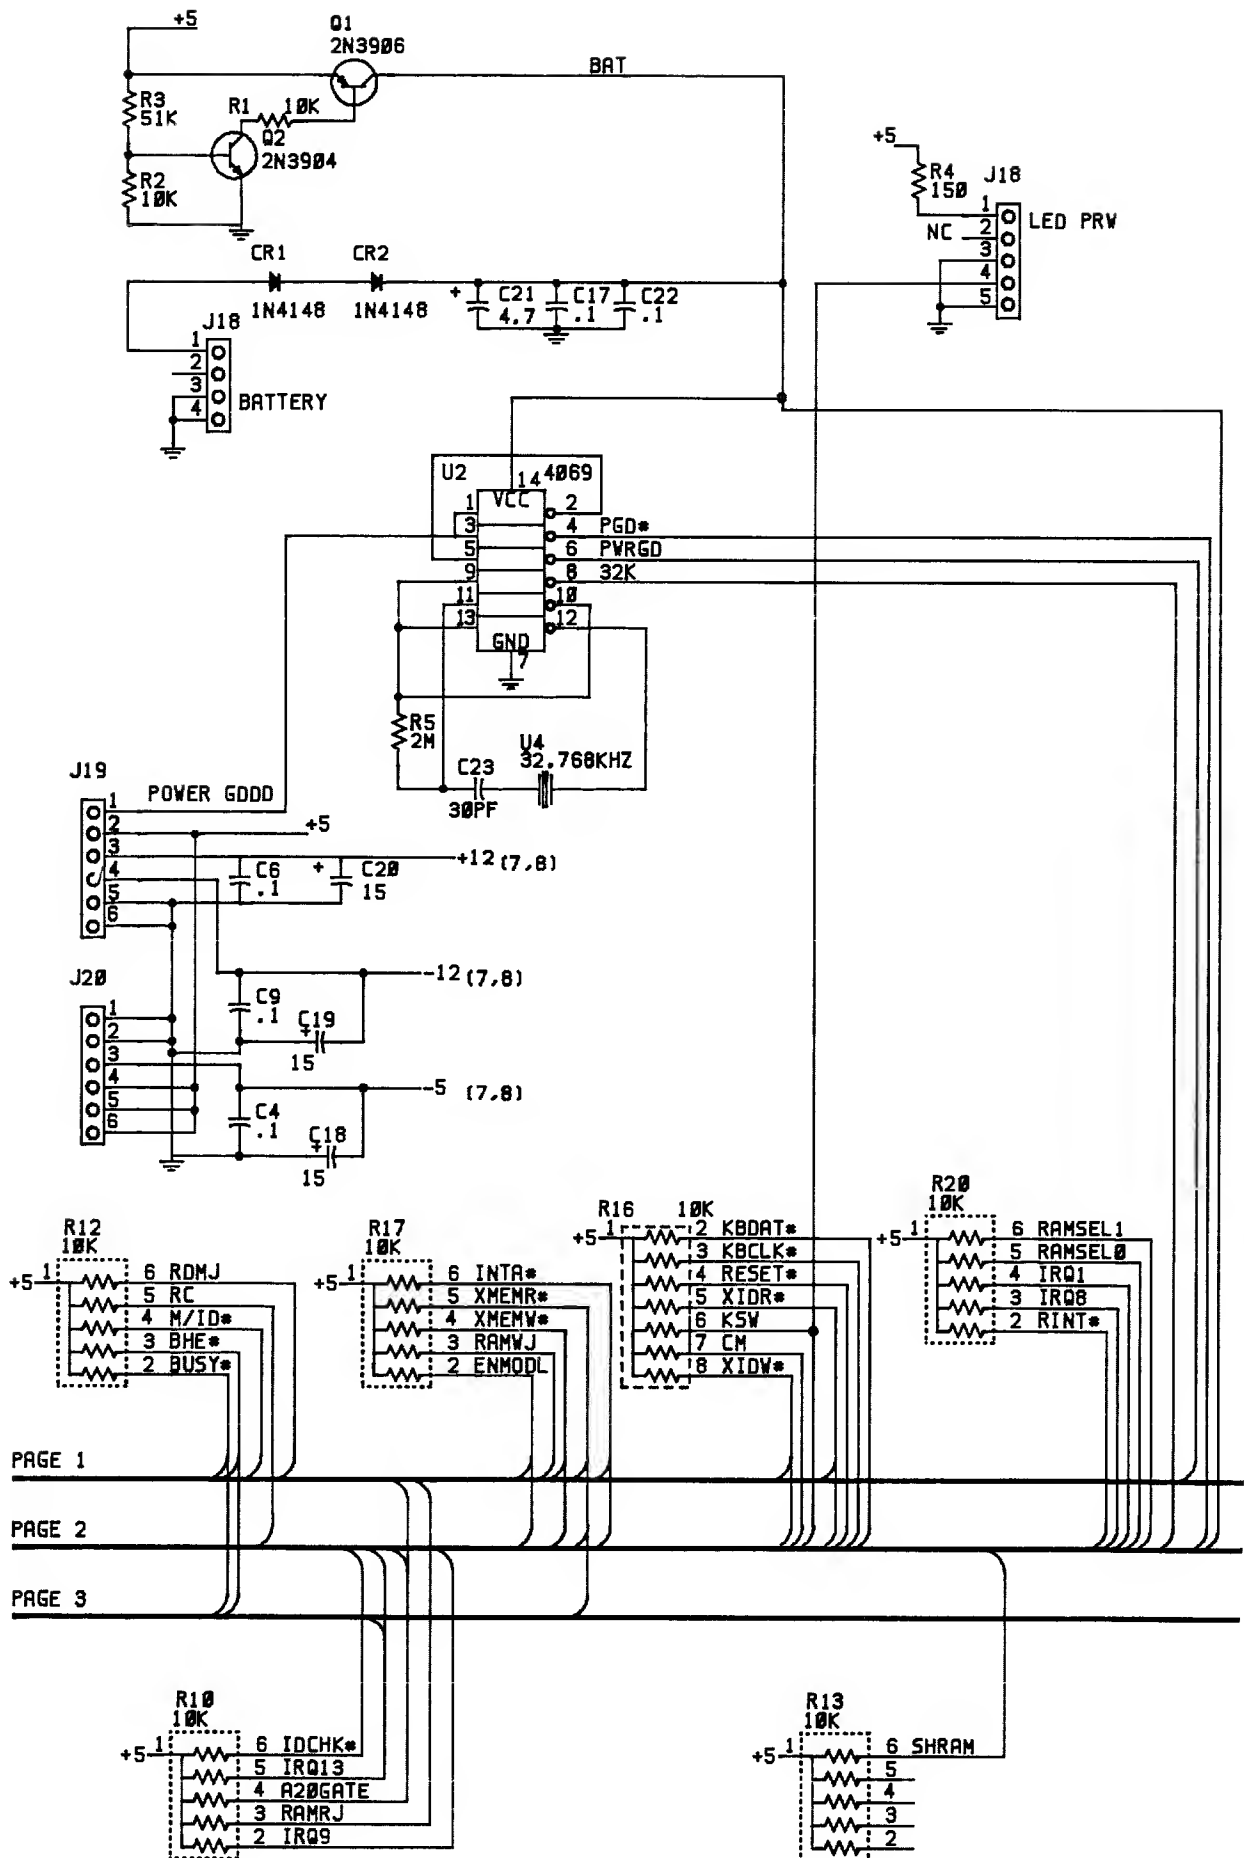 +5
Q1
2N3906
BAT
R3
51K
R1 10K
Q2
2N3904
R2
10K
+5
R4
150
J18
1
NC 2
3
4
5
LED PRW
CR1
1N4148
CR2
1N4148
+ C21
4.7
C17
.1
C22
.1
J18
1
2
3
4
BATTERY
U2 14 4069
VCC
1 2
3 4 PGD*
5 6 PWRGD
9 8 32K
11 10
13 12
GND
7
R5
2M
C23
30PF
U4
32.768KHZ
J19
1 POWER GDDD
2 +5
3 +12 (7,8)
4
5
6
C6
.1
+ C20
15
J20
1
2
3
4
5
6
-12 (7,8)
C9
.1
+ C19
15
-5 (7,8)
C4
.1
+ C18
15
R12
10K
+5 1
6 RDMJ
5 RC
4 M/ID*
3 BHE*
2 BUSY*
R17
10K
+5 1
6 INTA*
5 XMEMR*
4 XMEMW*
3 RAMWJ
2 ENMODL
R16 10K
+5 1
2 KBDAT*
3 KBCLK*
4 RESET*
5 XIDR*
6 KSW
7 CM
8 XIDW*
R20
10K
+5 1
6 RAMSEL1
5 RAMSEL0
4 IRQ1
3 IRQ8
2 RINT*
PAGE 1
PAGE 2
PAGE 3
R10
10K
+5 1
6 IDCHK*
5 IRQ13
4 A20GATE
3 RAMRJ
2 IRQ9
R13
10K
+5 1
6 SHRAM
5
4
3
2